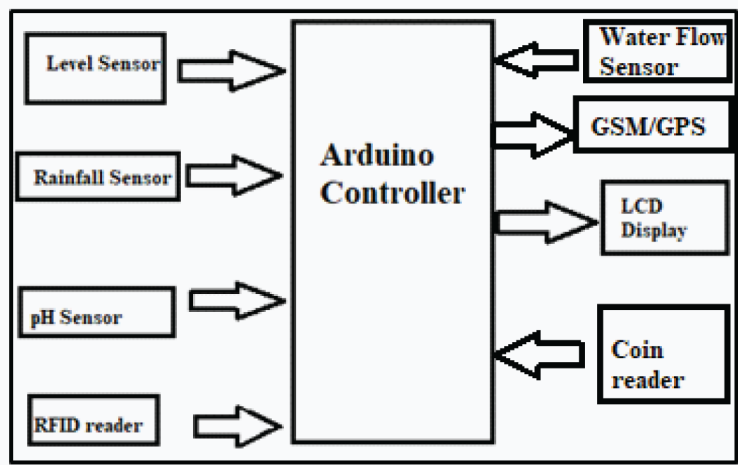 Level Sensor
Rainfall Sensor
pH Sensor
RFID reader
Arduino
Controller
Water Flow
Sensor
GSM/GPS
LCD
Display
Coin
reader